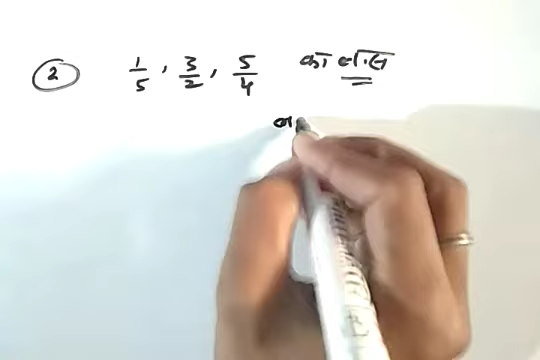 ② 1/5, 3/2, 5/4 का ल.स.
ल